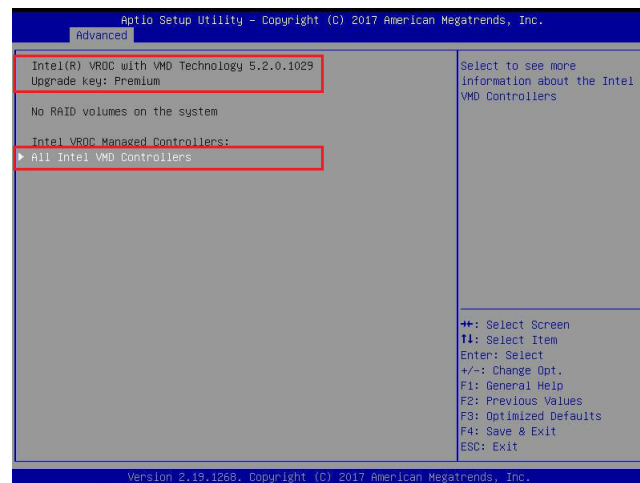 Aptio Setup Utility – Copyright (C) 2017 American Megatrends, Inc.
Advanced
Intel(R) VROC with VMD Technology 5.2.0.1029
Upgrade key: Premium
No RAID volumes on the system
Intel VROC Managed Controllers:
▶ All Intel VMD Controllers
Select to see more
information about the Intel
VMD Controllers
→←: Select Screen
↑↓: Select Item
Enter: Select
+/-: Change Opt.
F1: General Help
F2: Previous Values
F3: Optimized Defaults
F4: Save & Exit
ESC: Exit
Version 2.19.1268. Copyright (C) 2017 American Megatrends, Inc.